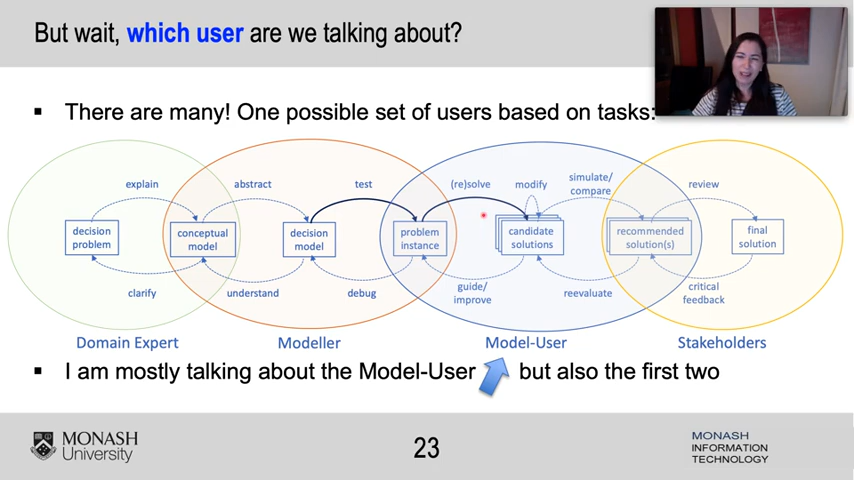 But wait, which user are we talking about?
▪ There are many! One possible set of users based on tasks:
explain
abstract
test
(re)solve
modify
simulate/
compare
review
decision
problem
conceptual
model
decision
model
problem
instance
candidate
solutions
recommended
solution(s)
final
solution
clarify
understand
debug
guide/
improve
reevaluate
critical
feedback
Domain Expert
Modeller
Model-User
Stakeholders
▪ I am mostly talking about the Model-User but also the first two
MONASH
University
23
MONASH
INFORMATION
TECHNOLOGY